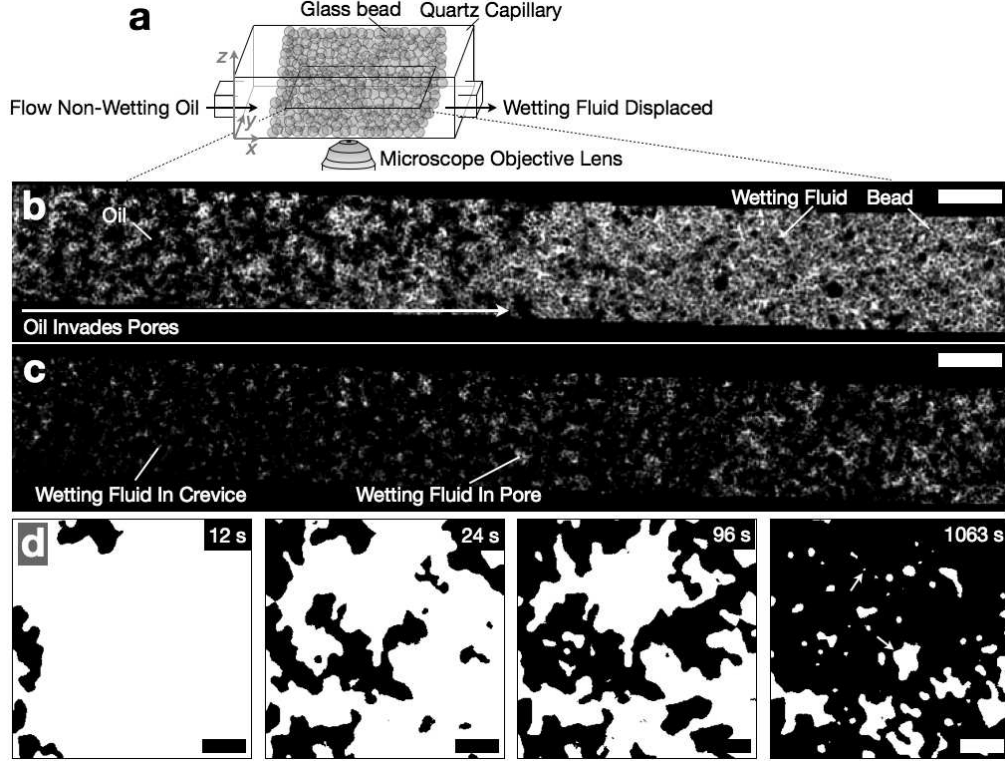 a
Glass bead
Quartz Capillary
z
Flow Non-Wetting Oil
Wetting Fluid Displaced
y
x
Microscope Objective Lens
b
Oil
Wetting Fluid
Bead
Oil Invades Pores
c
Wetting Fluid In Crevice
Wetting Fluid In Pore
d
12 s
24 s
96 s
1063 s